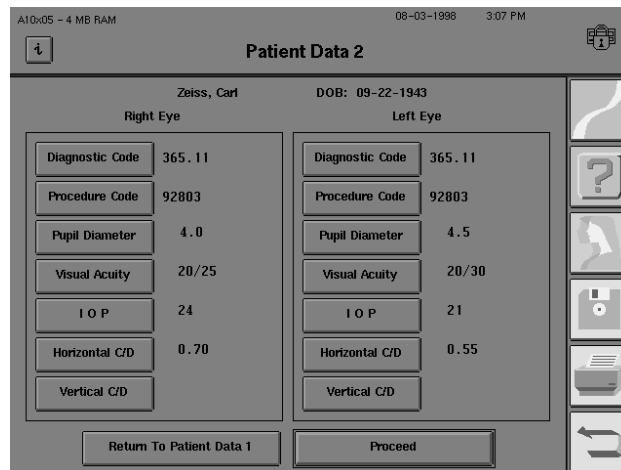 A10x05 – 4 MB RAM 08–03–1998 3:07 PM
i Patient Data 2 1
Zeiss, Carl DOB: 09-22-1943
Right Eye Left Eye
Diagnostic Code 365.11 Diagnostic Code 365.11
Procedure Code 92803 Procedure Code 92803
Pupil Diameter 4.0 Pupil Diameter 4.5
Visual Acuity 20/25 Visual Acuity 20/30
I O P 24 I O P 21
Horizontal C/D 0.70 Horizontal C/D 0.55
Vertical C/D Vertical C/D
Return To Patient Data 1 Proceed
?